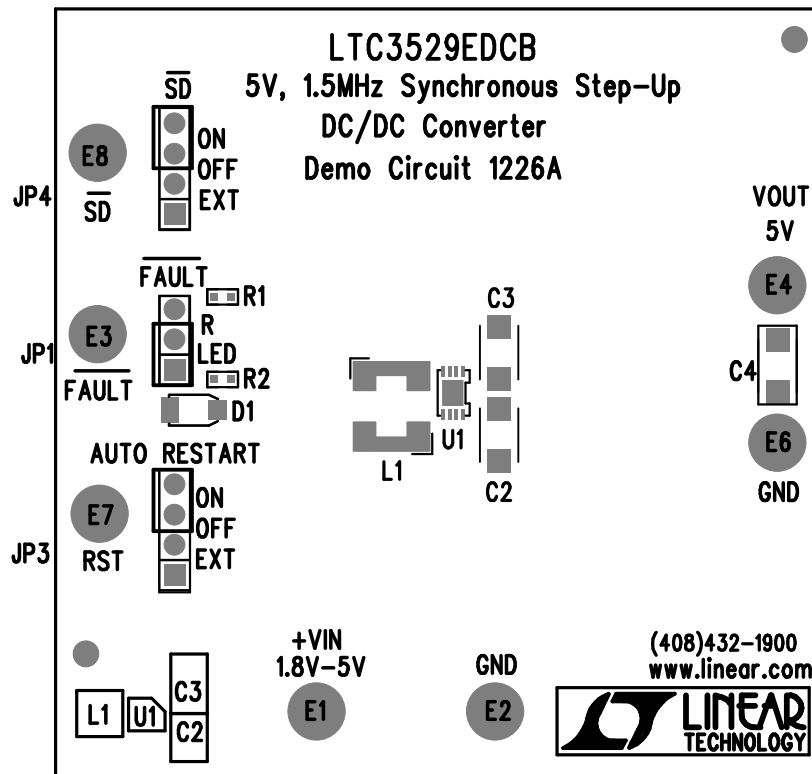 LTC3529EDCB
5V, 1.5MHz Synchronous Step-Up
DC/DC Converter
Demo Circuit 1226A
SD
ON
OFF
EXT
E8
SD
JP4
FAULT
R1
R
LED
R2
D1
E3
FAULT
JP1
AUTO RESTART
ON
OFF
EXT
E7
RST
JP3
L1
U1
C3
C2
VOUT
5V
E4
C4
E6
GND
+VIN
1.8V-5V
E1
GND
E2
L1
U1
C3
C2
(408)432-1900
www.linear.com
LINEAR
TECHNOLOGY